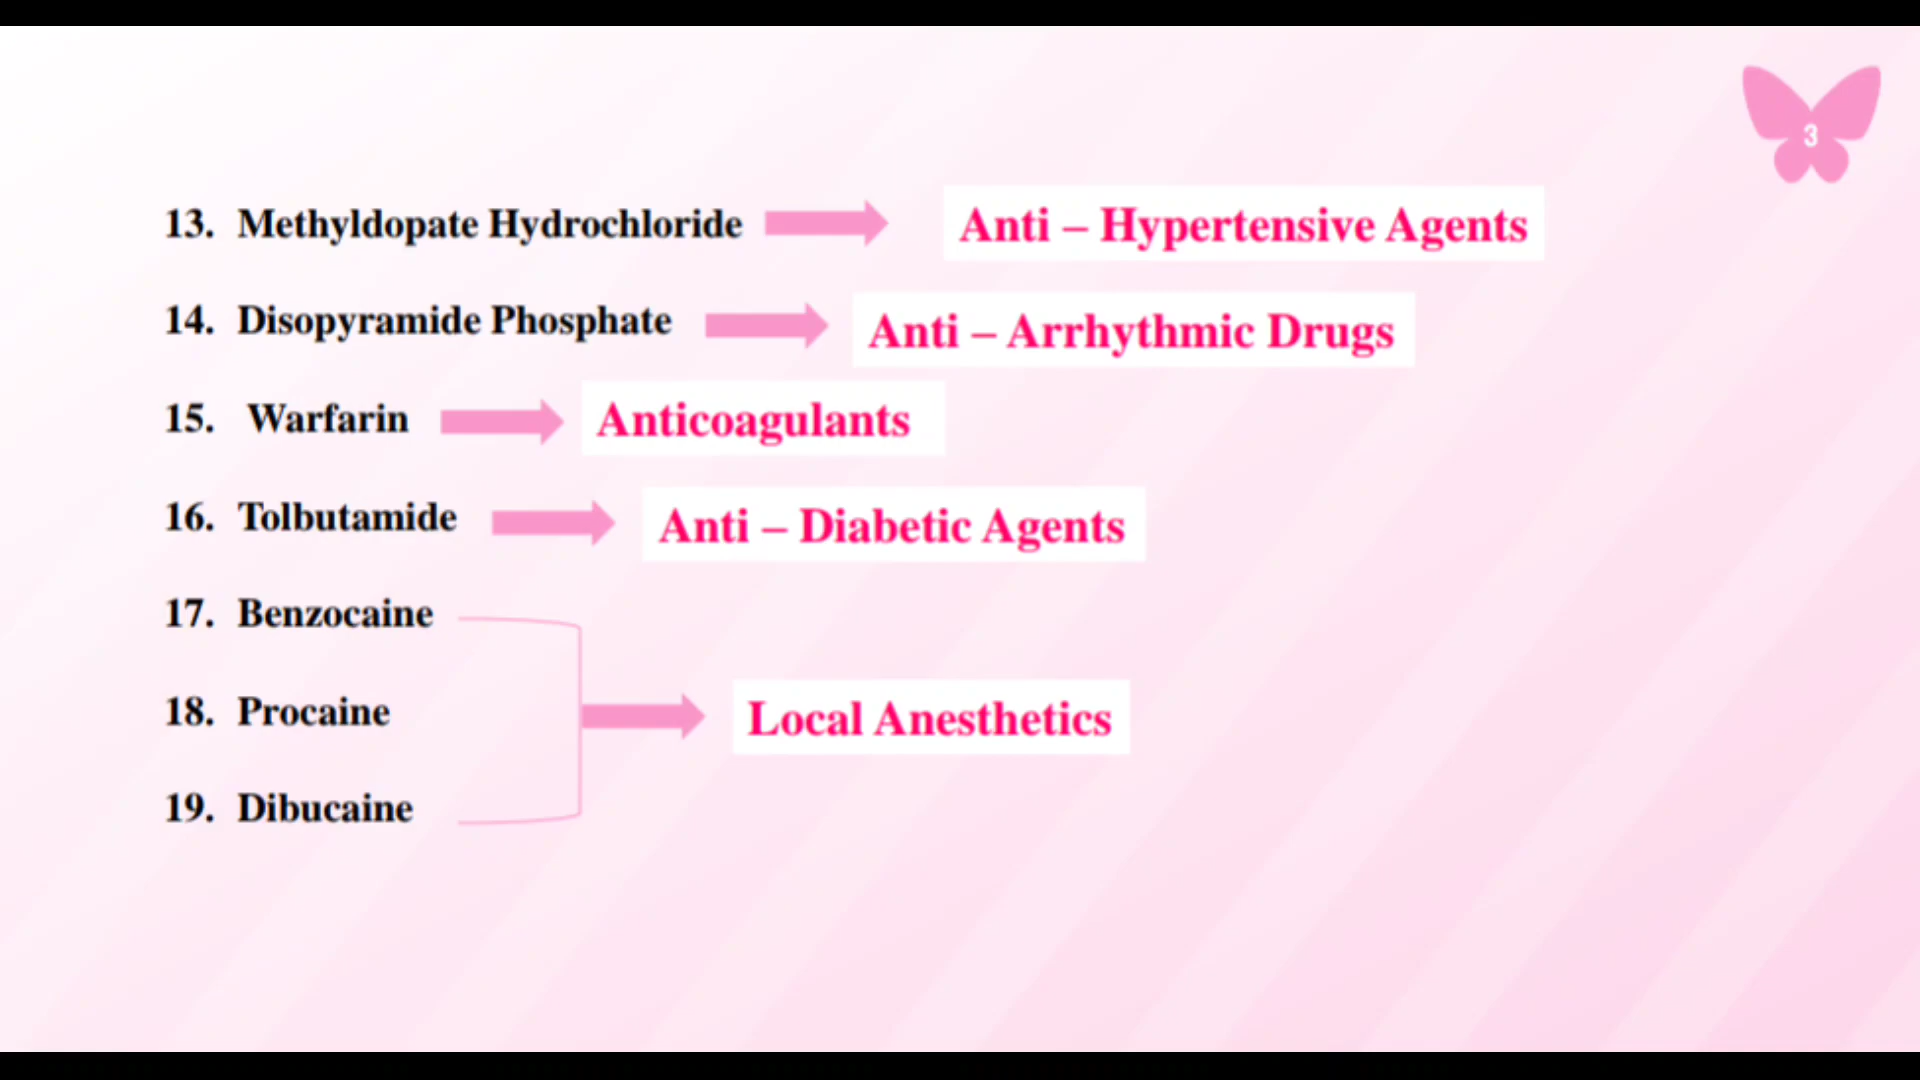 3
13. Methyldopate Hydrochloride Anti – Hypertensive Agents
14. Disopyramide Phosphate Anti – Arrhythmic Drugs
15. Warfarin Anticoagulants
16. Tolbutamide Anti – Diabetic Agents
17. Benzocaine
18. Procaine Local Anesthetics
19. Dibucaine